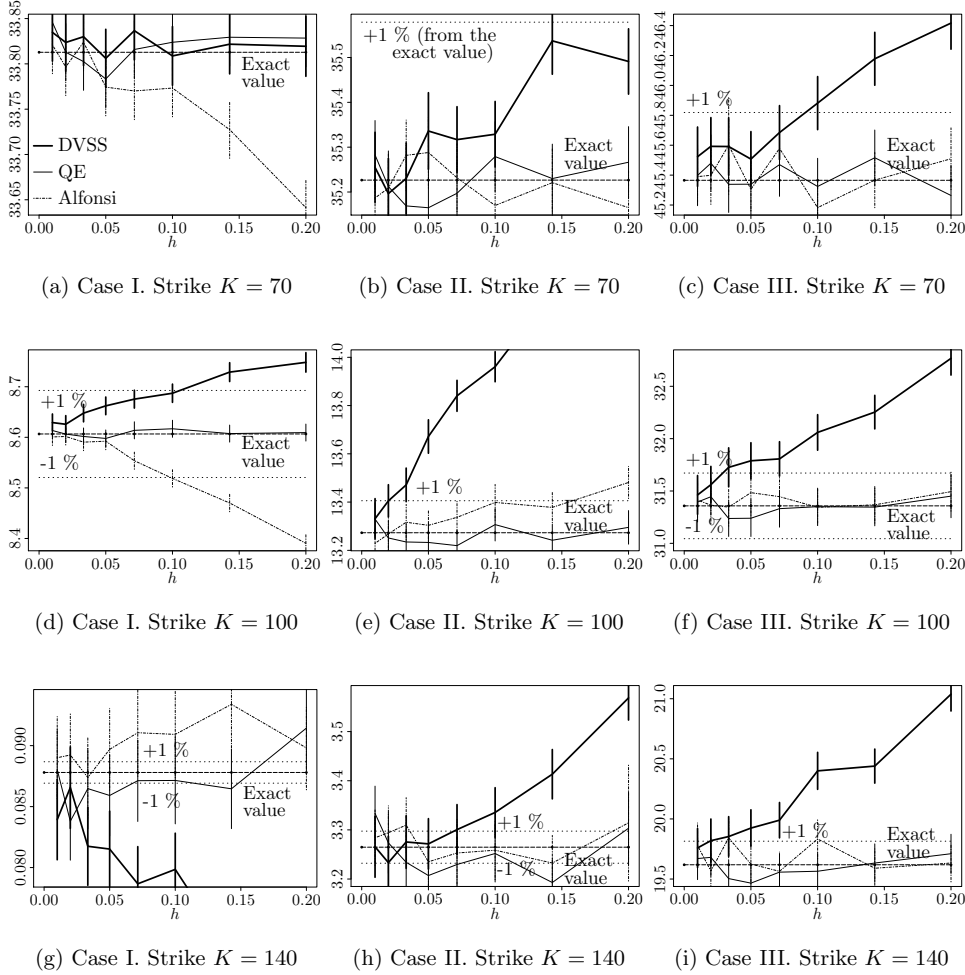 33.85
33.80
33.75
33.70
33.65
Exact
value
DVSS
QE
Alfonsi
0.00 0.05 0.10 0.15 0.20
h
(a) Case I. Strike K = 70
35.5
35.4
35.3
35.2
+1 % (from the
exact value)
Exact
value
0.00 0.05 0.10 0.15 0.20
h
(b) Case II. Strike K = 70
45.2 45.4 45.6 45.8 46.0 46.2 46.4
+1 %
Exact
value
0.00 0.05 0.10 0.15 0.20
h
(c) Case III. Strike K = 70
8.7
8.6
8.5
8.4
+1 %
-1 %
Exact
value
0.00 0.05 0.10 0.15 0.20
h
(d) Case I. Strike K = 100
14.0
13.8
13.6
13.4
13.2
+1 %
Exact
value
0.00 0.05 0.10 0.15 0.20
h
(e) Case II. Strike K = 100
32.5
32.0
31.5
31.0
+1 %
-1 %
Exact
value
0.00 0.05 0.10 0.15 0.20
h
(f) Case III. Strike K = 100
0.090
0.085
0.080
+1 %
-1 %
Exact
value
0.00 0.05 0.10 0.15 0.20
h
(g) Case I. Strike K = 140
3.5
3.4
3.3
3.2
+1 %
-1 %
Exact
value
0.00 0.05 0.10 0.15 0.20
h
(h) Case II. Strike K = 140
21.0
20.5
20.0
19.5
+1 %
Exact
value
0.00 0.05 0.10 0.15 0.20
h
(i) Case III. Strike K = 140